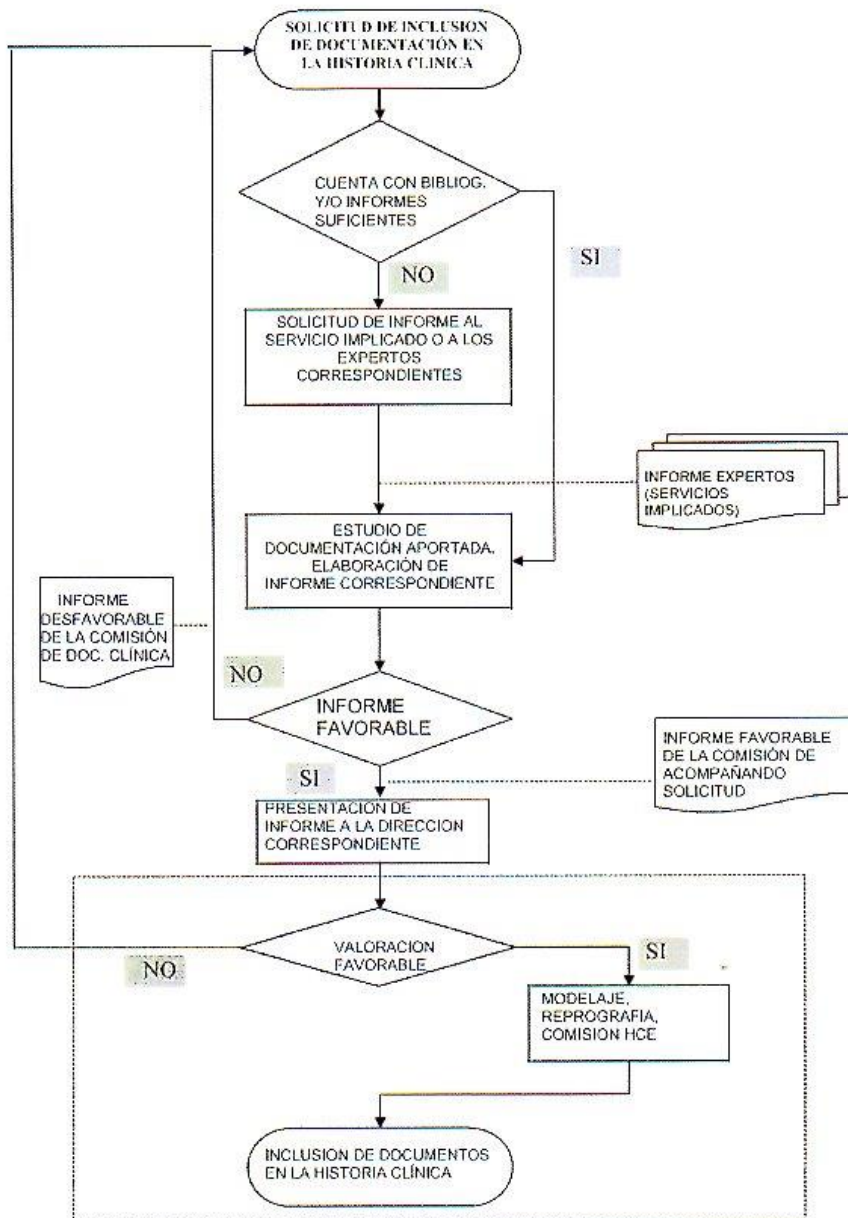 SOLICITUD DE INCLUSION
DE DOCUMENTACIÓN EN
LA HISTORIA CLINICA
CUENTA CON BIBLIOG.
Y/O INFORMES
SUFICIENTES
SI
NO
SOLICITUD DE INFORME AL
SERVICIO IMPLICADO O A LOS
EXPERTOS
CORRESPONDIENTES
INFORME EXPERTOS
(SERVICIOS
IMPLICADOS)
ESTUDIO DE
DOCUMENTACIÓN APORTADA,
ELABORACIÓN DE
INFORME CORRESPONDIENTE
INFORME
DESFAVORABLE
DE LA COMISIÓN
DE DOC. CLÍNICA
NO
INFORME
FAVORABLE
INFORME FAVORABLE
DE LA COMISIÓN DE
ACOMPAÑANDO
SOLICITUD
SI
PRESENTACION DE
INFORME A LA DIRECCION
CORRESPONDIENTE
VALORACION
FAVORABLE
NO
SI
MODELAJE,
REPROGRAFIA,
COMISION HCE
INCLUSION DE DOCUMENTOS
EN LA HISTORIA CLÍNICA